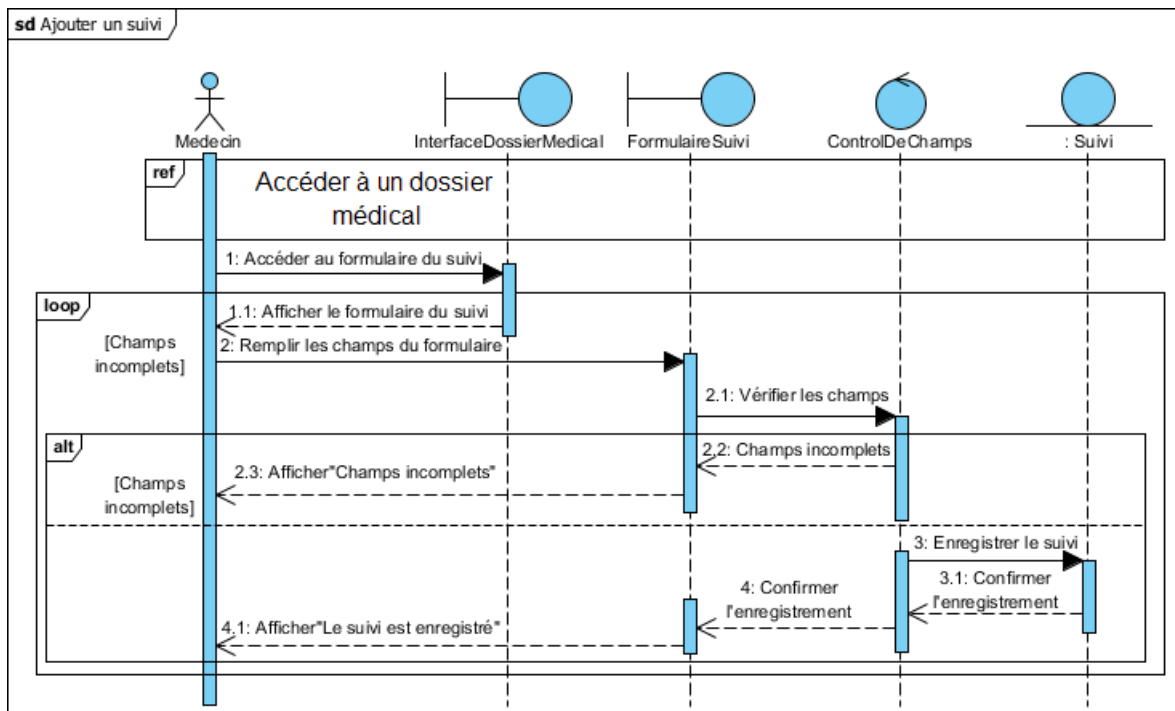 sd Ajouter un suivi
Medecin
InterfaceDossierMedical
FormulaireSuivi
ControlDeChamps
: Suivi
ref
Accéder à un dossier
médical
1: Accéder au formulaire du suivi
loop
1.1: Afficher le formulaire du suivi
[Champs
incomplets]
2: Remplir les champs du formulaire
2.1: Vérifier les champs
alt
2.2: Champs incomplets
2.3: Afficher"Champs incomplets"
[Champs
incomplets]
3: Enregistrer le suivi
3.1: Confirmer
l'enregistrement
4: Confirmer
l'enregistrement
4.1: Afficher"Le suivi est enregistré"